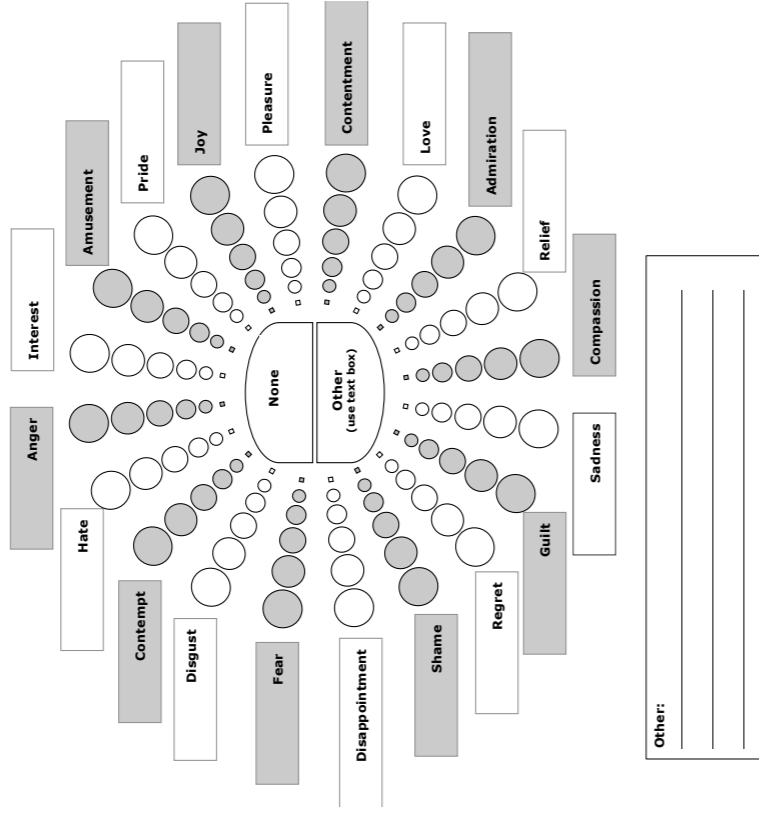 Anger
Interest
Hate
Amusement
Contempt
Pride
Disgust
Joy
Fear
None
Pleasure
Disappointment
Other
(use text box)
Contentment
Shame
Love
Regret
Admiration
Guilt
Relief
Sadness
Compassion
Other: